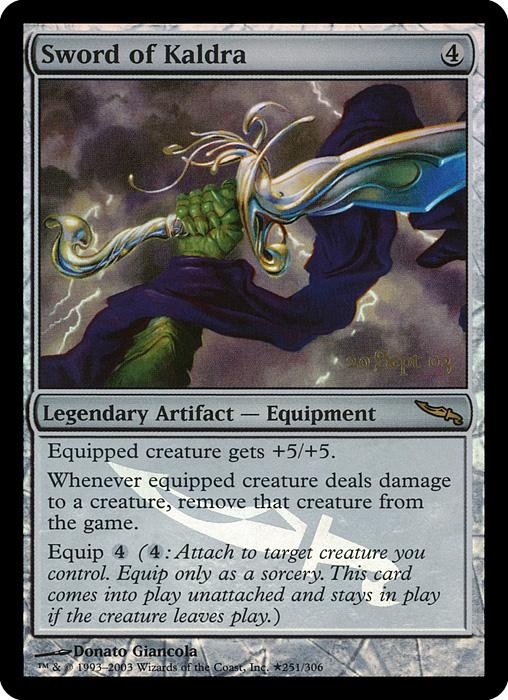 Sword of Kaldra 4
20 Sept 03
Legendary Artifact — Equipment
Equipped creature gets +5/+5.
Whenever equipped creature deals damage
to a creature, remove that creature from
the game.
Equip 4 (4: Attach to target creature you
control. Equip only as a sorcery. This card
comes into play unattached and stays in play
if the creature leaves play.)
Donato Giancola
™ & © 1993–2003 Wizards of the Coast, Inc. ★251/306